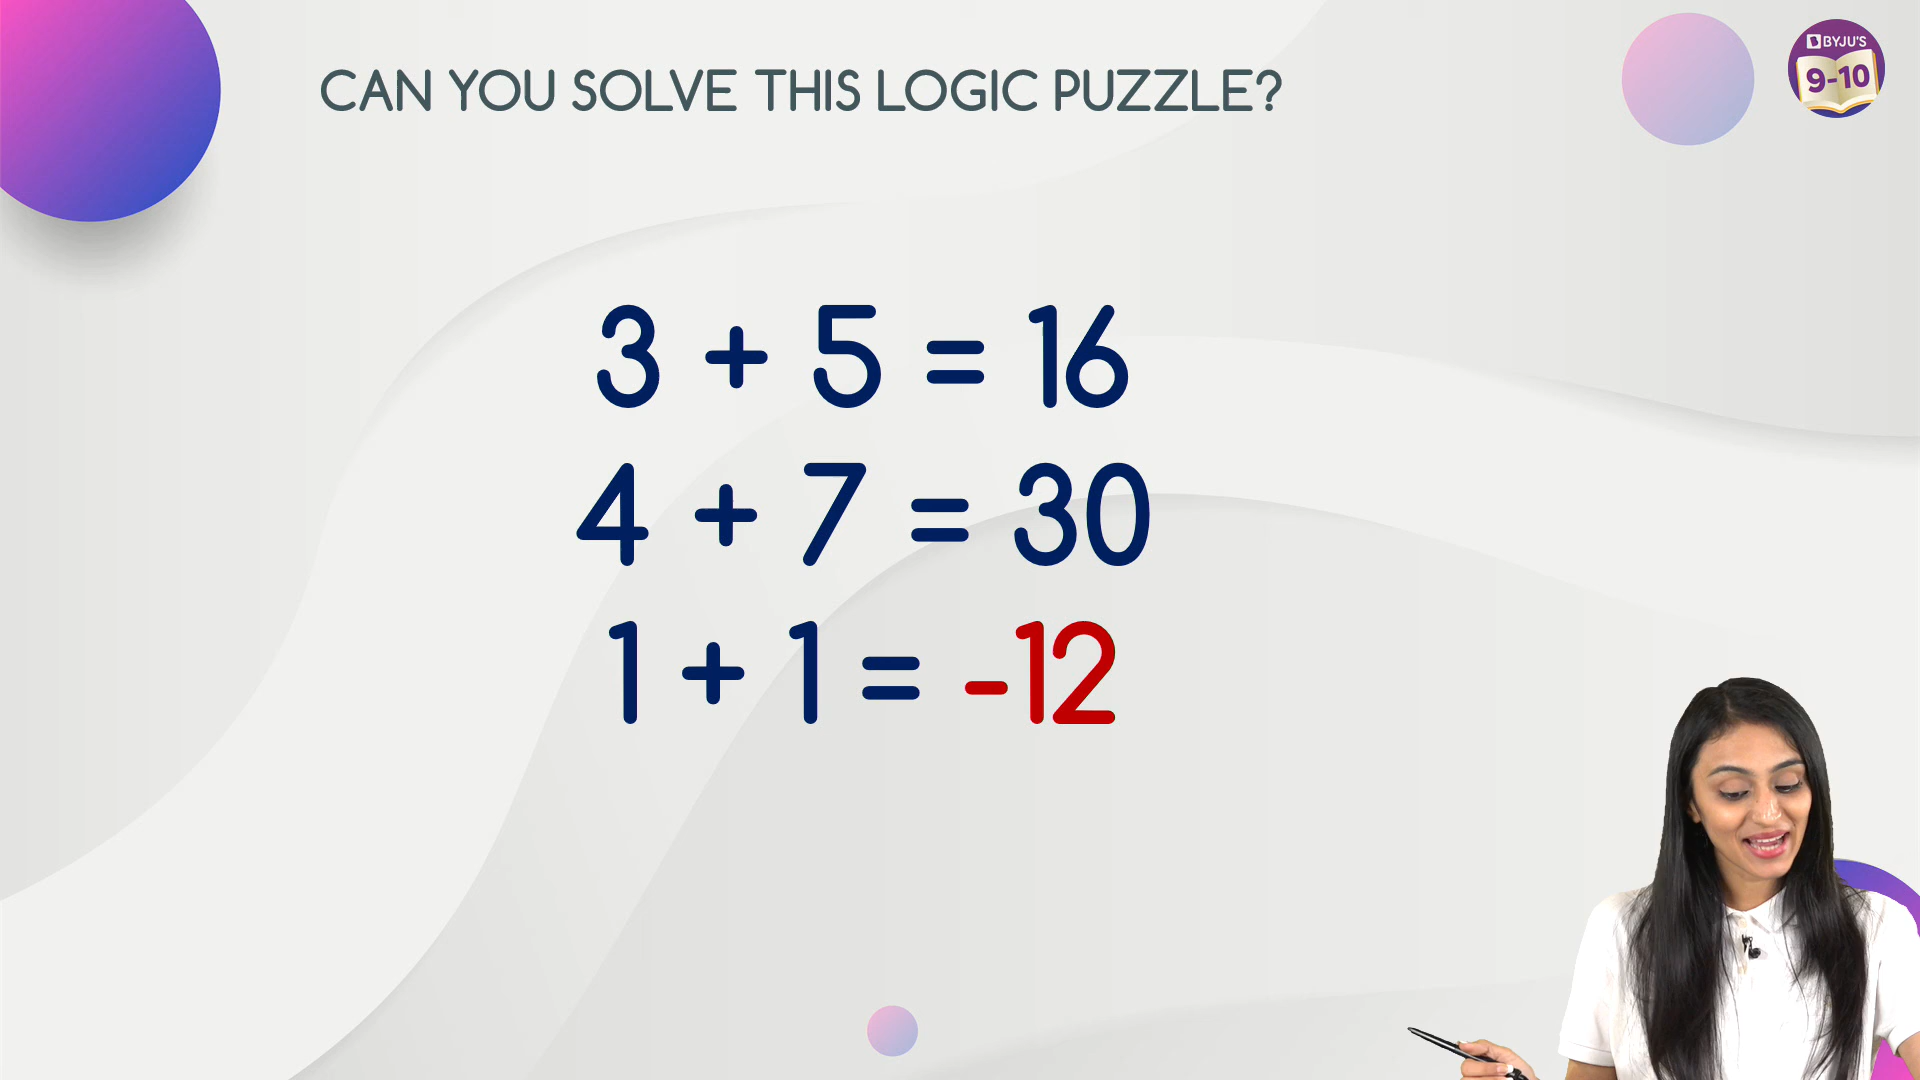 CAN YOU SOLVE THIS LOGIC PUZZLE?
BYJU'S
9-10
3 + 5 = 16
4 + 7 = 30
1 + 1 = -12